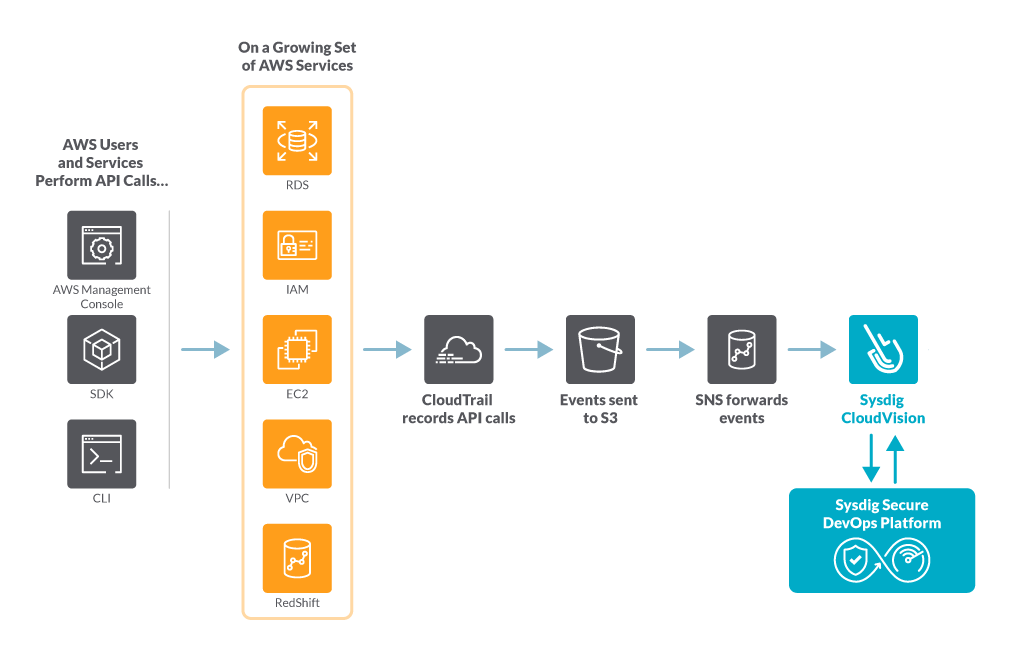 On a Growing Set
of AWS Services
AWS Users
and Services
Perform API Calls...
AWS Management
Console
SDK
CLI
RDS
IAM
EC2
VPC
RedShift
CloudTrail
records API calls
Events sent
to S3
SNS forwards
events
Sysdig
CloudVision
Sysdig Secure
DevOps Platform